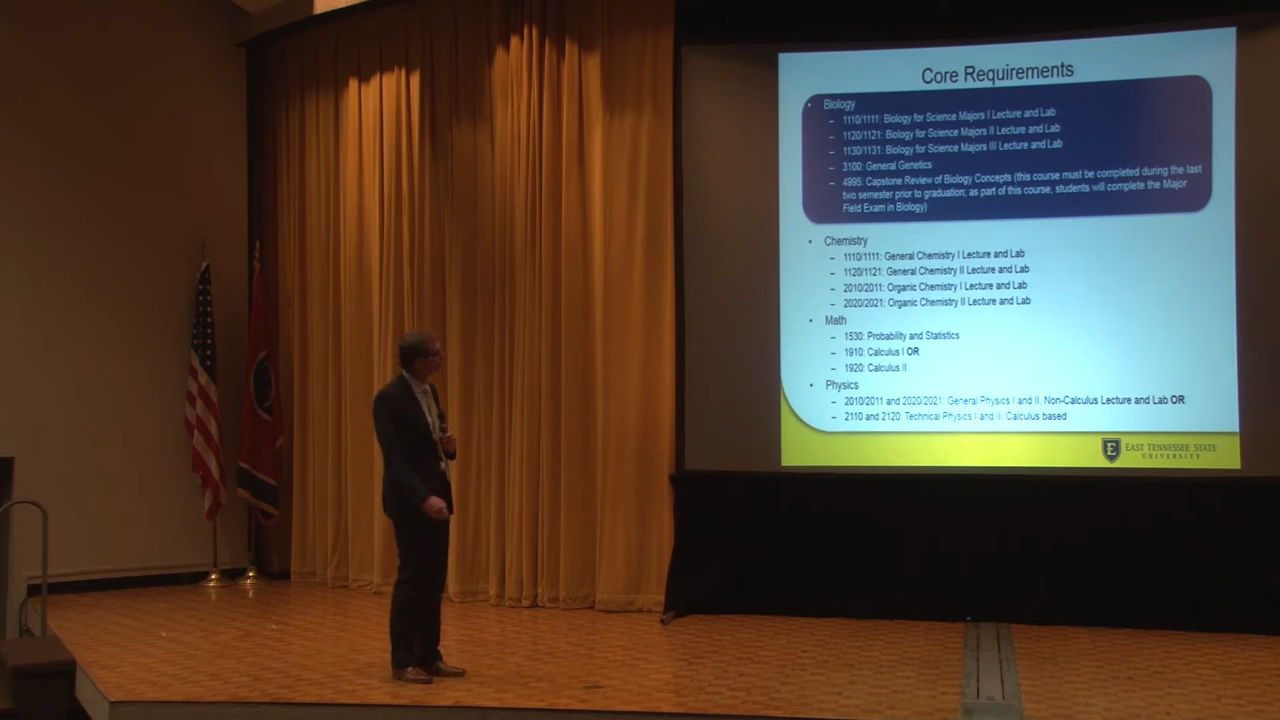 Core Requirements
• Biology
– 1110/1111: Biology for Science Majors I Lecture and Lab
– 1120/1121: Biology for Science Majors II Lecture and Lab
– 1130/1131: Biology for Science Majors III Lecture and Lab
– 3100: General Genetics
– 4995: Capstone Review of Biology Concepts (this course must be completed during the last
two semester prior to graduation; as part of this course, students will complete the Major
Field Exam in Biology)
• Chemistry
– 1110/1111: General Chemistry I Lecture and Lab
– 1120/1121: General Chemistry II Lecture and Lab
– 2010/2011: Organic Chemistry I Lecture and Lab
– 2020/2021: Organic Chemistry II Lecture and Lab
• Math
– 1530: Probability and Statistics
– 1910: Calculus I OR
– 1920: Calculus II
• Physics
– 2010/2011 and 2020/2021: General Physics I and II, Non-Calculus Lecture and Lab OR
– 2110 and 2120: Technical Physics I and II, Calculus based
E
EAST TENNESSEE STATE
UNIVERSITY